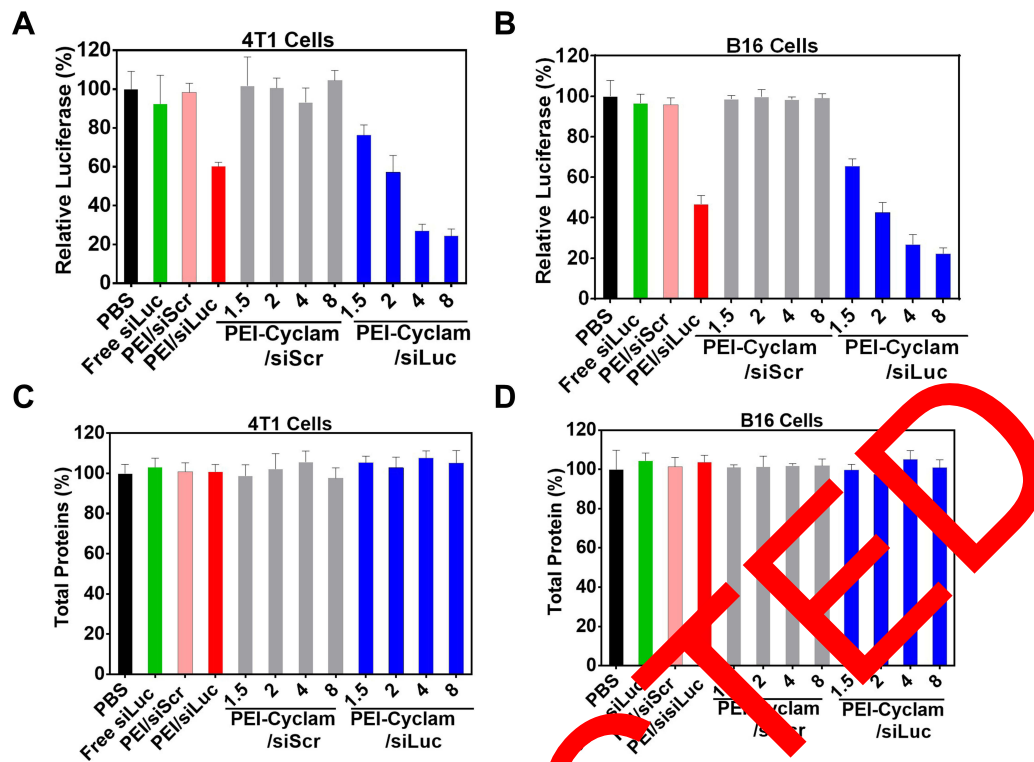 A
4T1 Cells
Relative Luciferase (%)
120
100
80
60
40
20
0
PBS
Free siLuc
PEI/siScr
PEI/siLuc
1.5
2
4
8
1.5
2
4
8
PEI-Cyclam
/siScr
PEI-Cyclam
/siLuc
B
B16 Cells
Relative Luciferase (%)
120
100
80
60
40
20
0
PBS
Free siLuc
PEI/siScr
PEI/siLuc
1.5
2
4
8
1.5
2
4
8
PEI-Cyclam
/siScr
PEI-Cyclam
/siLuc
C
4T1 Cells
Total Proteins (%)
120
100
80
60
40
20
0
PBS
Free siLuc
PEI/siScr
PEI/siLuc
1.5
2
4
8
1.5
2
4
8
PEI-Cyclam
/siScr
PEI-Cyclam
/siLuc
D
B16 Cells
Total Protein (%)
120
100
80
60
40
20
0
PBS
siLuc
/siScr
PEI/sisiLuc
2
4
8
1.5
2
4
8
PEI-Cyclam
PEI-Cyclam
/siLuc
CTED